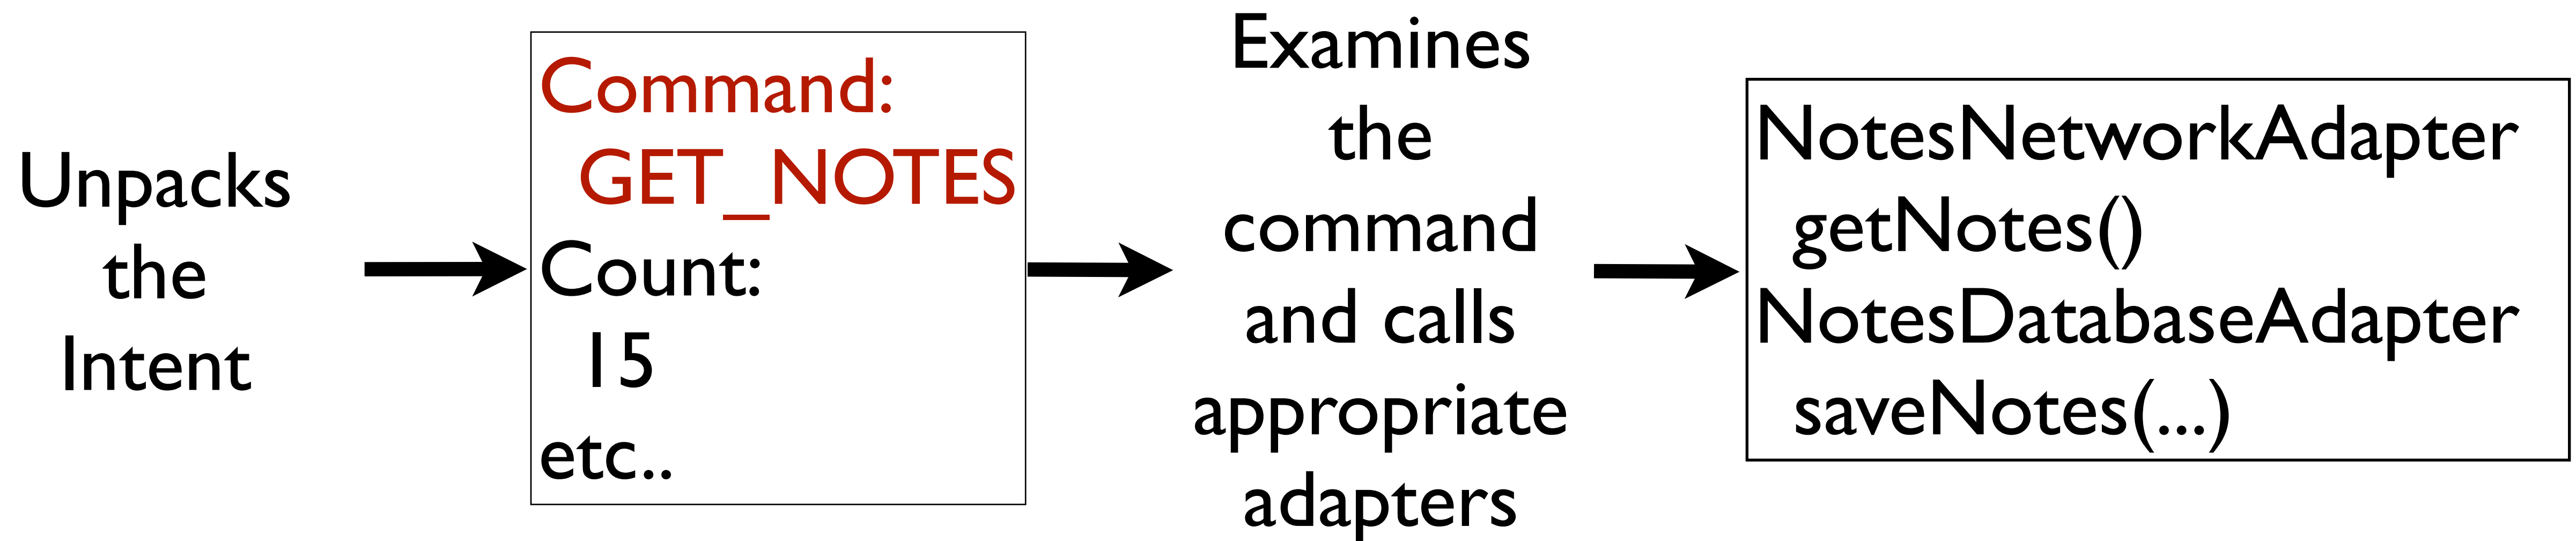 Unpacks
the
Intent
Command:
GET_NOTES
Count:
15
etc..
Examines
the
command
and calls
appropriate
adapters
NotesNetworkAdapter
getNotes()
NotesDatabaseAdapter
saveNotes(...)